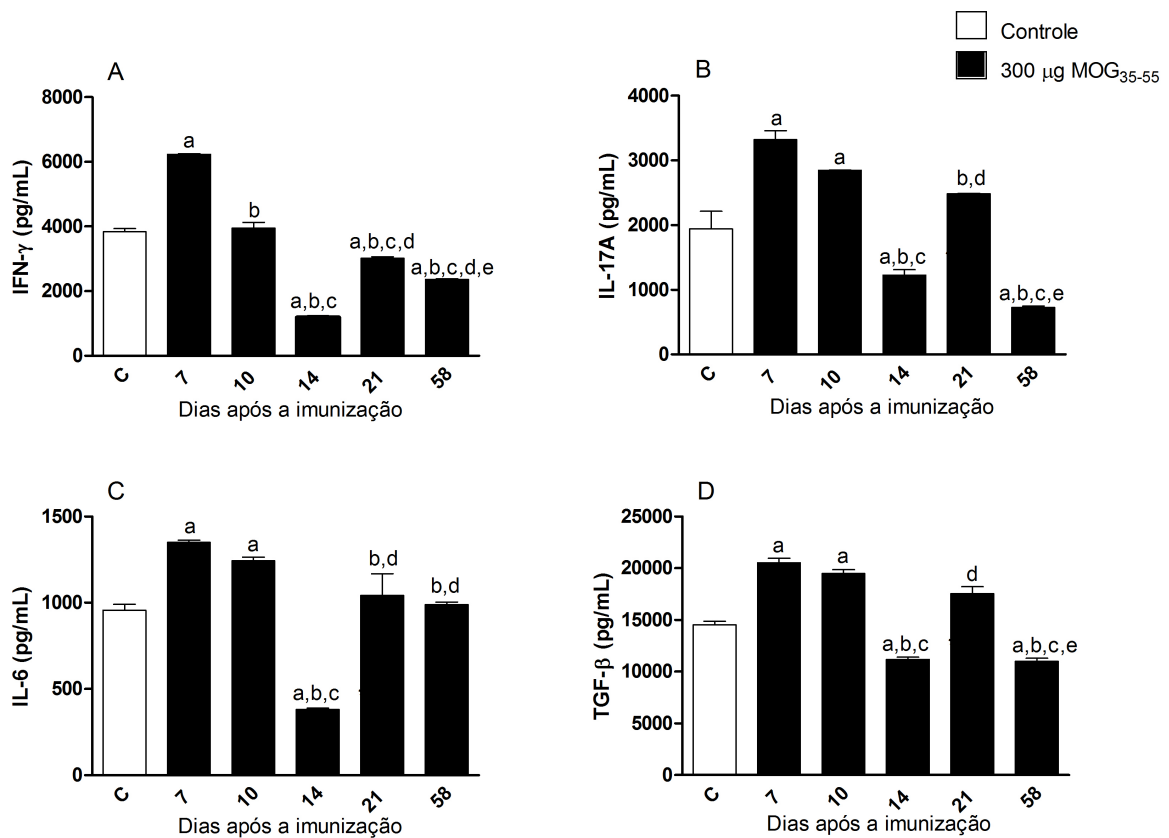 Controle
300 µg MOG35-55
A
8000
6000
4000
2000
0
IFN-γ (pg/mL)
a
b
a,b,c
a,b,c,d
a,b,c,d,e
C 7 10 14 21 58
Dias após a imunização
B
4000
3000
2000
1000
0
IL-17A (pg/mL)
a
a
a,b,c
b,d
a,b,c,e
C 7 10 14 21 58
Dias após a imunização
C
1500
1000
500
0
IL-6 (pg/mL)
a
a
a,b,c
b,d
b,d
C 7 10 14 21 58
Dias após a imunização
D
25000
20000
15000
10000
5000
0
TGF-β (pg/mL)
a
a
a,b,c
d
a,b,c,e
C 7 10 14 21 58
Dias após a imunização